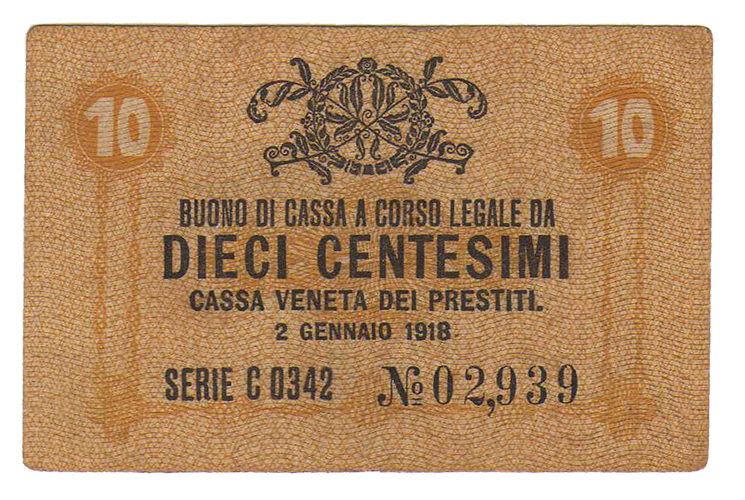 10 10
BUONO DI CASSA A CORSO LEGALE DA
DIECI CENTESIMI
CASSA VENETA DEI PRESTITI.
2 GENNAIO 1918
SERIE C 0342 № 02,939